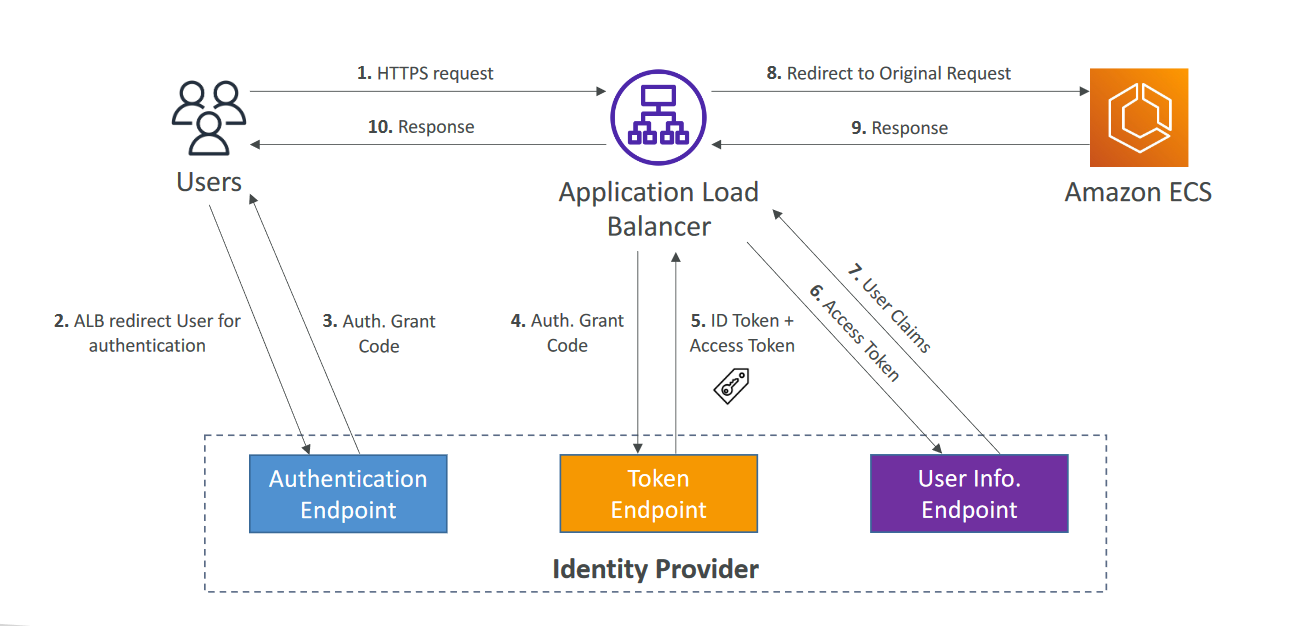 1. HTTPS request
8. Redirect to Original Request
10. Response
9. Response
Users
Application Load
Balancer
Amazon ECS
2. ALB redirect User for
authentication
3. Auth. Grant
Code
4. Auth. Grant
Code
5. ID Token +
Access Token
6. Access Token
7. User Claims
Authentication
Endpoint
Token
Endpoint
User Info.
Endpoint
Identity Provider